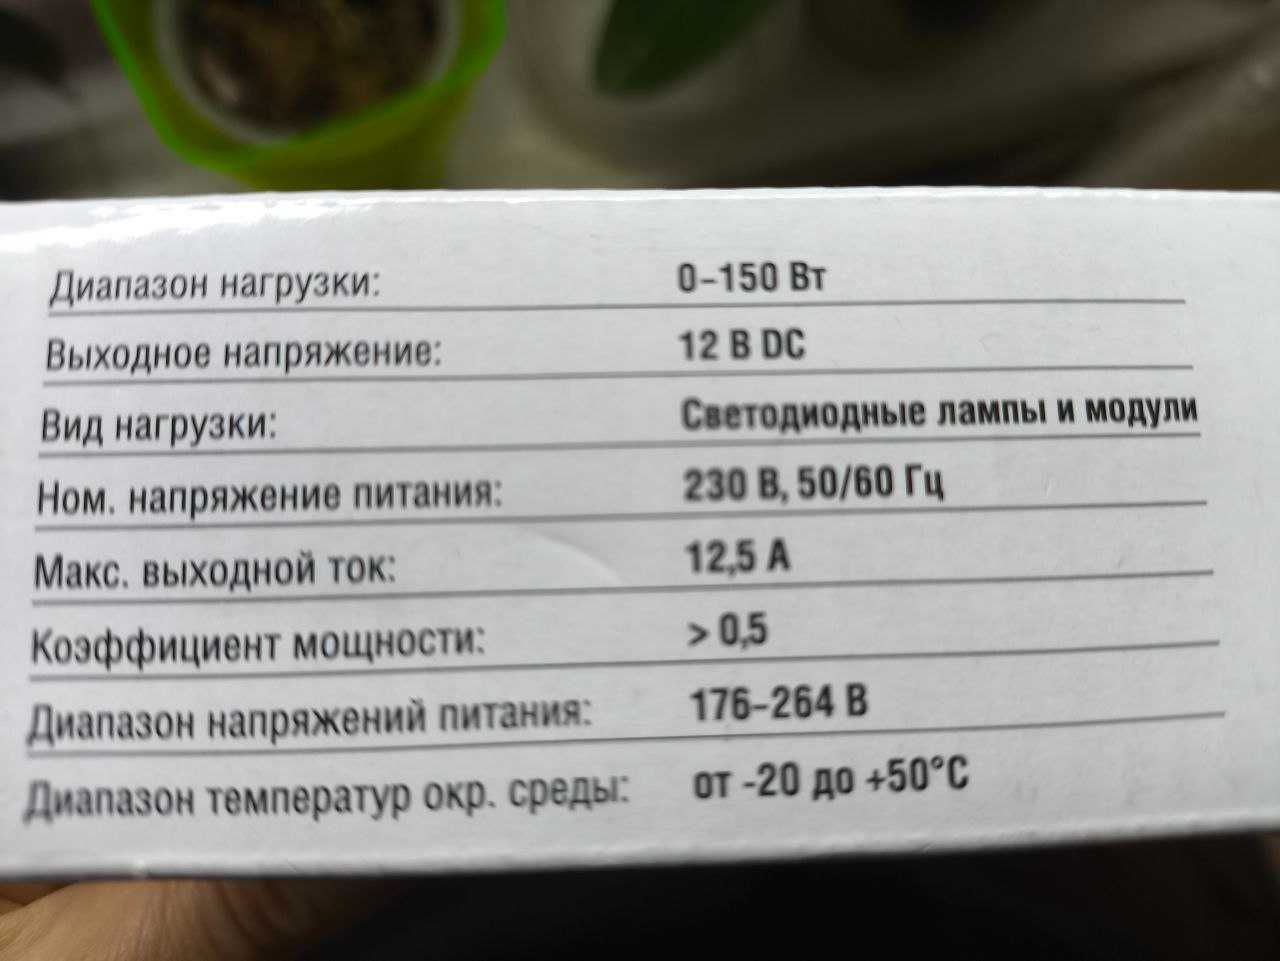 Диапазон нагрузки: 0–150 Вт
Выходное напряжение: 12 В DC
Вид нагрузки: Светодиодные лампы и модули
Ном. напряжение питания: 230 В, 50/60 Гц
Макс. выходной ток: 12,5 А
Коэффициент мощности: > 0,5
Диапазон напряжений питания: 176–264 В
Диапазон температур окр. среды: от -20 до +50°C